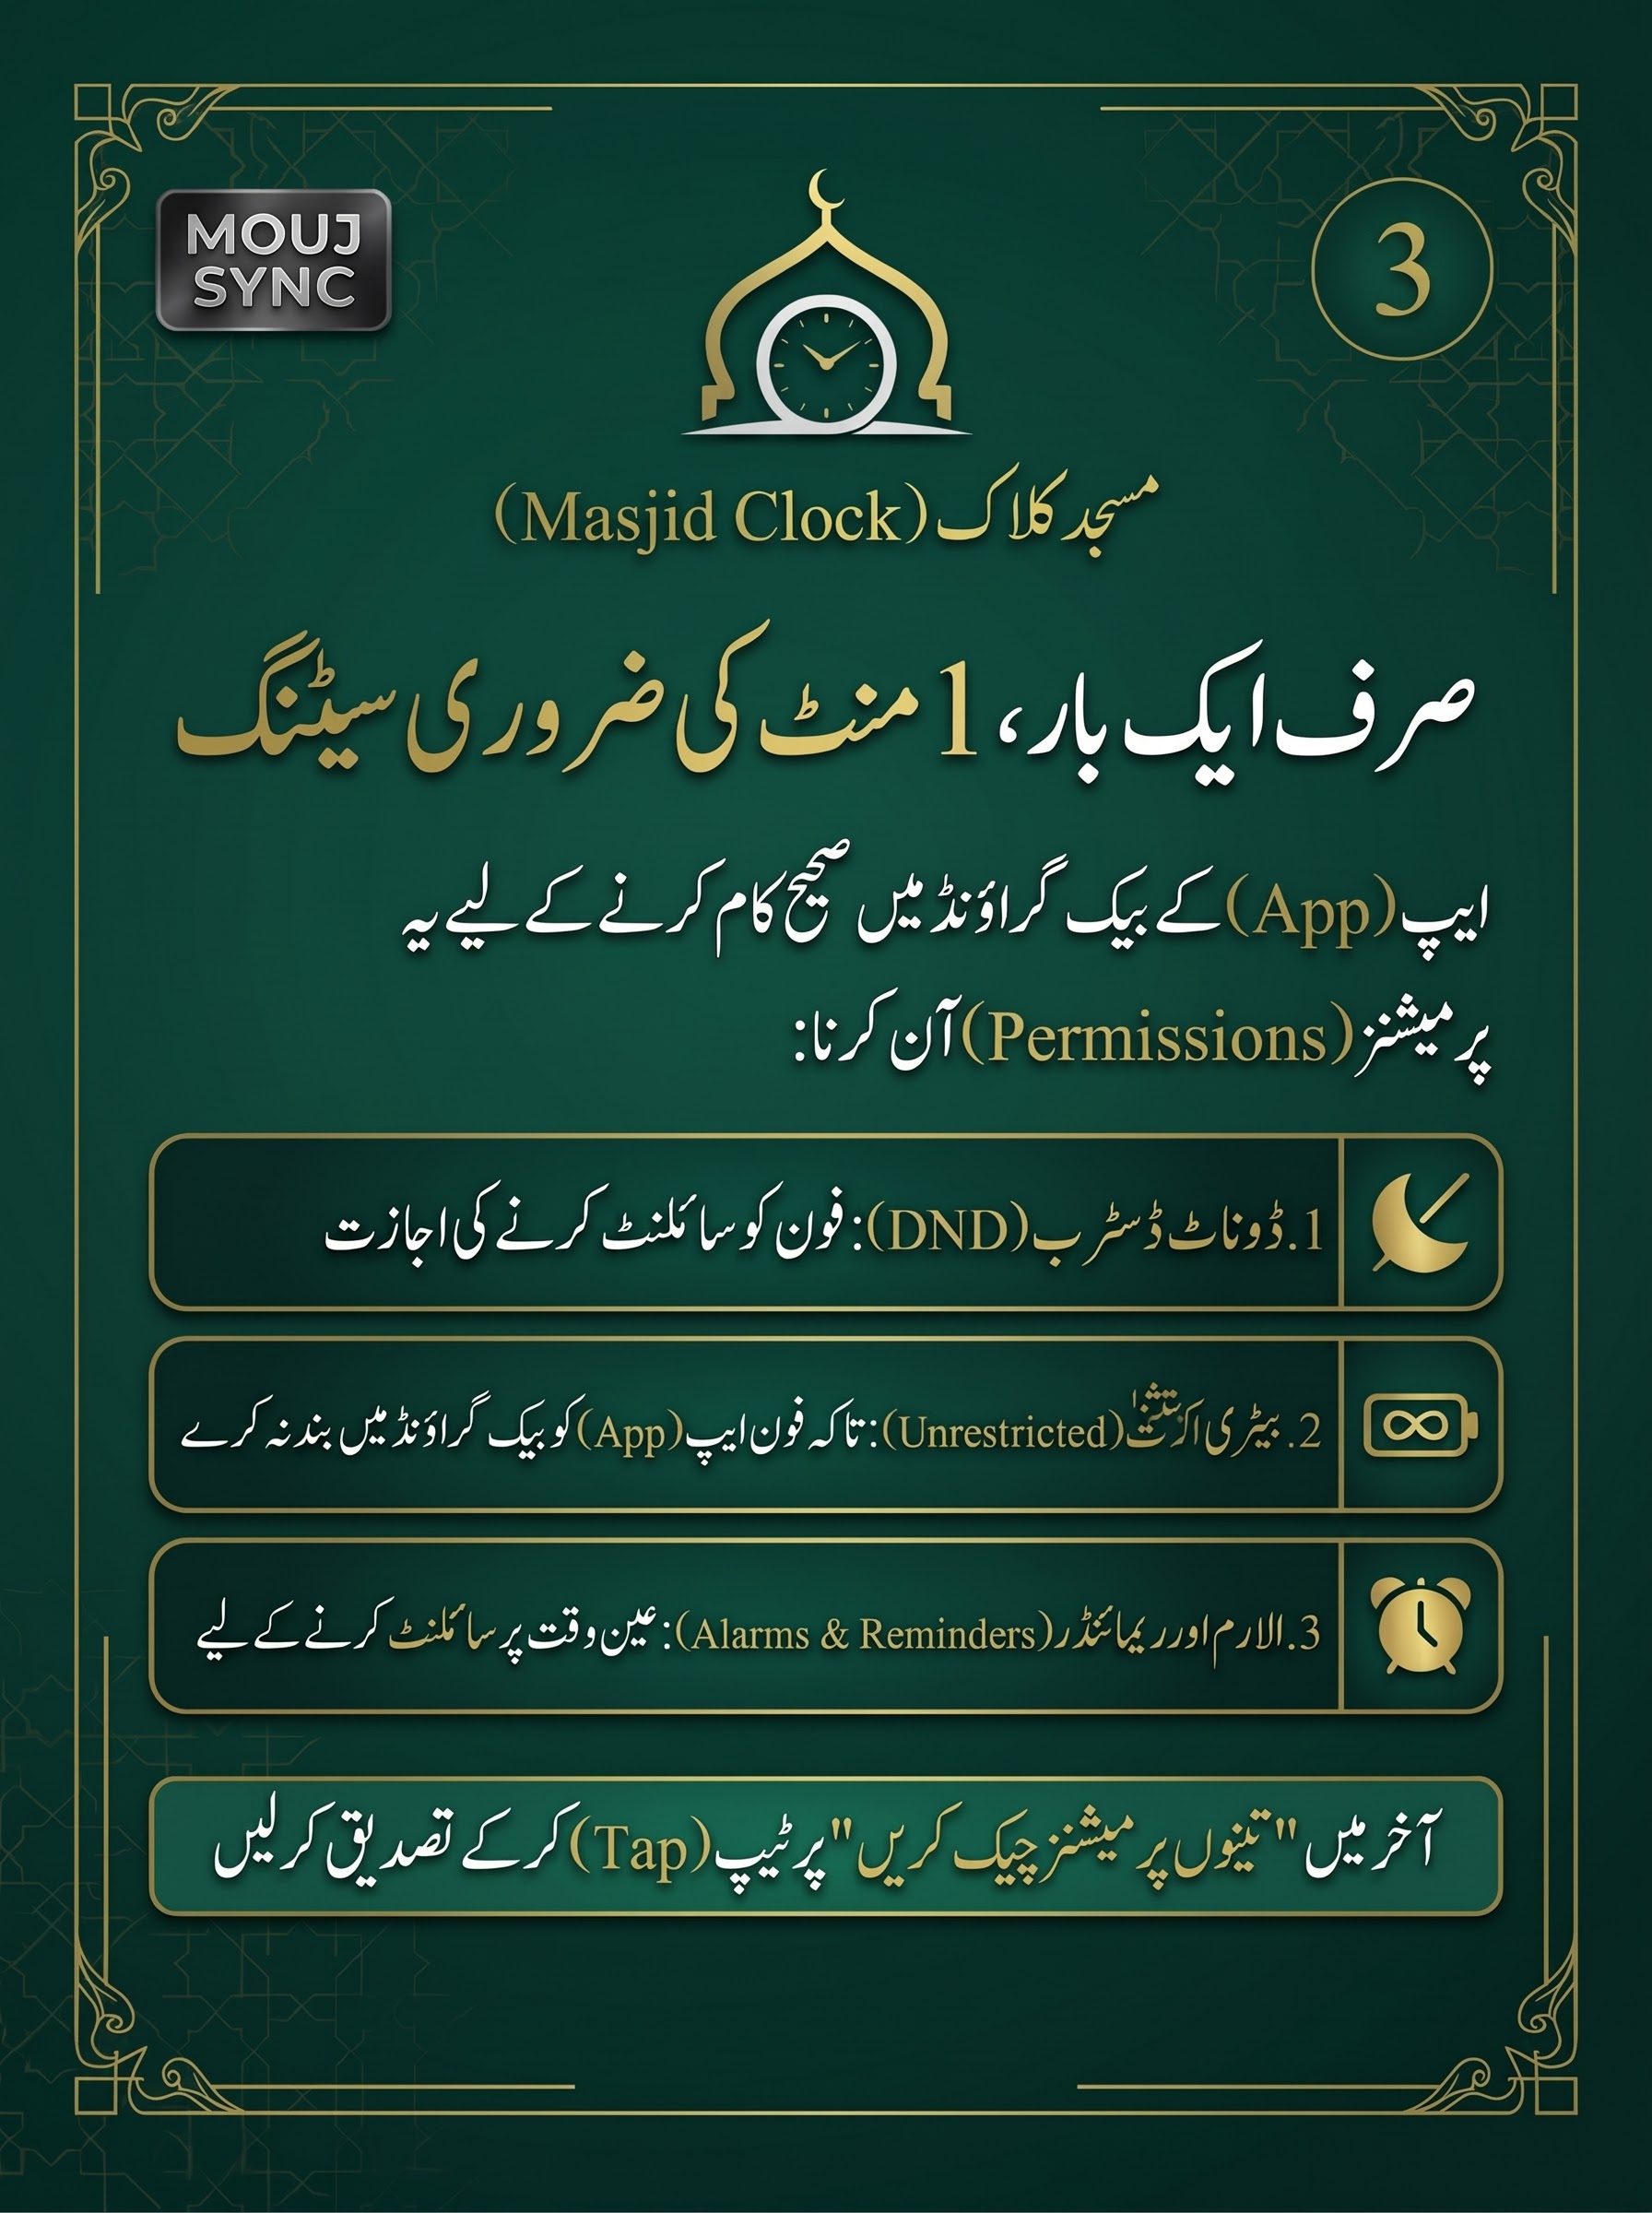 MOUJ
SYNC
3
مسجد کلاک (Masjid Clock)
صرف ایک بار، 1 منٹ کی ضروری سیٹنگ
ایپ (App) کے بیک گراؤنڈ میں صحیح کام کرنے کے لیے یہ
پرمیشنز (Permissions) آن کرنا:
1. ڈو ناٹ ڈسٹرب (DND): فون کو سائلنٹ کرنے کی اجازت
2. بیٹری (Unrestricted): تاکہ فون ایپ (App) کو بیک گراؤنڈ میں بند نہ کرے
3. الارم اور ریمائنڈر (Alarms & Reminders): عین وقت پر سائلنٹ کرنے کے لیے
آخر میں "تینوں پرمیشنز چیک کریں" پر ٹیپ (Tap) کر کے تصدیق کر لیں